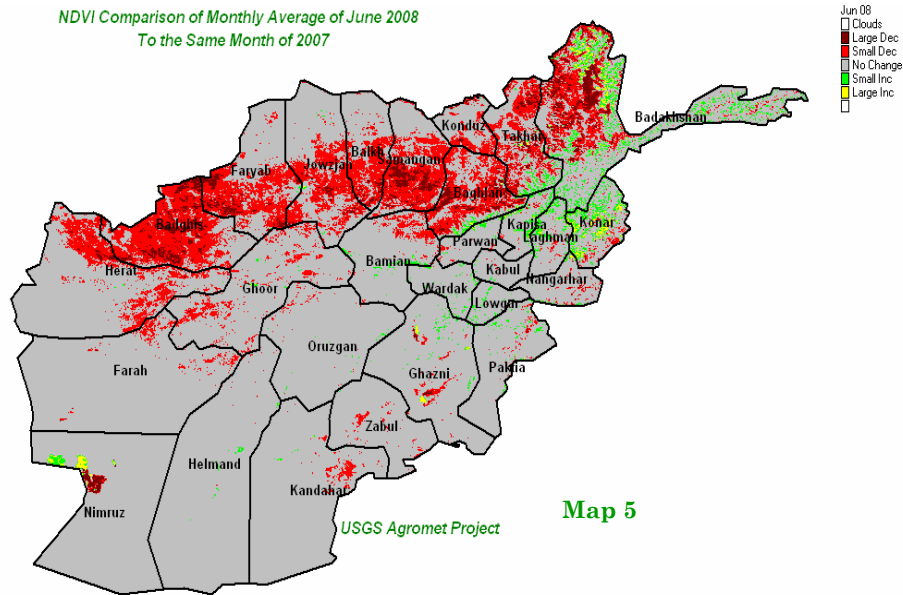 NDVI Comparison of Monthly Average of June 2008
To the Same Month of 2007
Jun 08
Clouds
Large Dec
Small Dec
No Change
Small Inc
Large Inc
Badakhshan
Konduz
Takhar
Balkh
Samangan
Jowzjan
Faryab
Baghlan
Badghis
Kapisa
Konar
Laghman
Parwan
Herat
Bamian
Kabul
Nangarhar
Ghoor
Wardak
Lowgar
Oruzgan
Farah
Ghazni
Paktia
Zabul
Helmand
Kandahar
Nimruz
Map 5
USGS Agromet Project